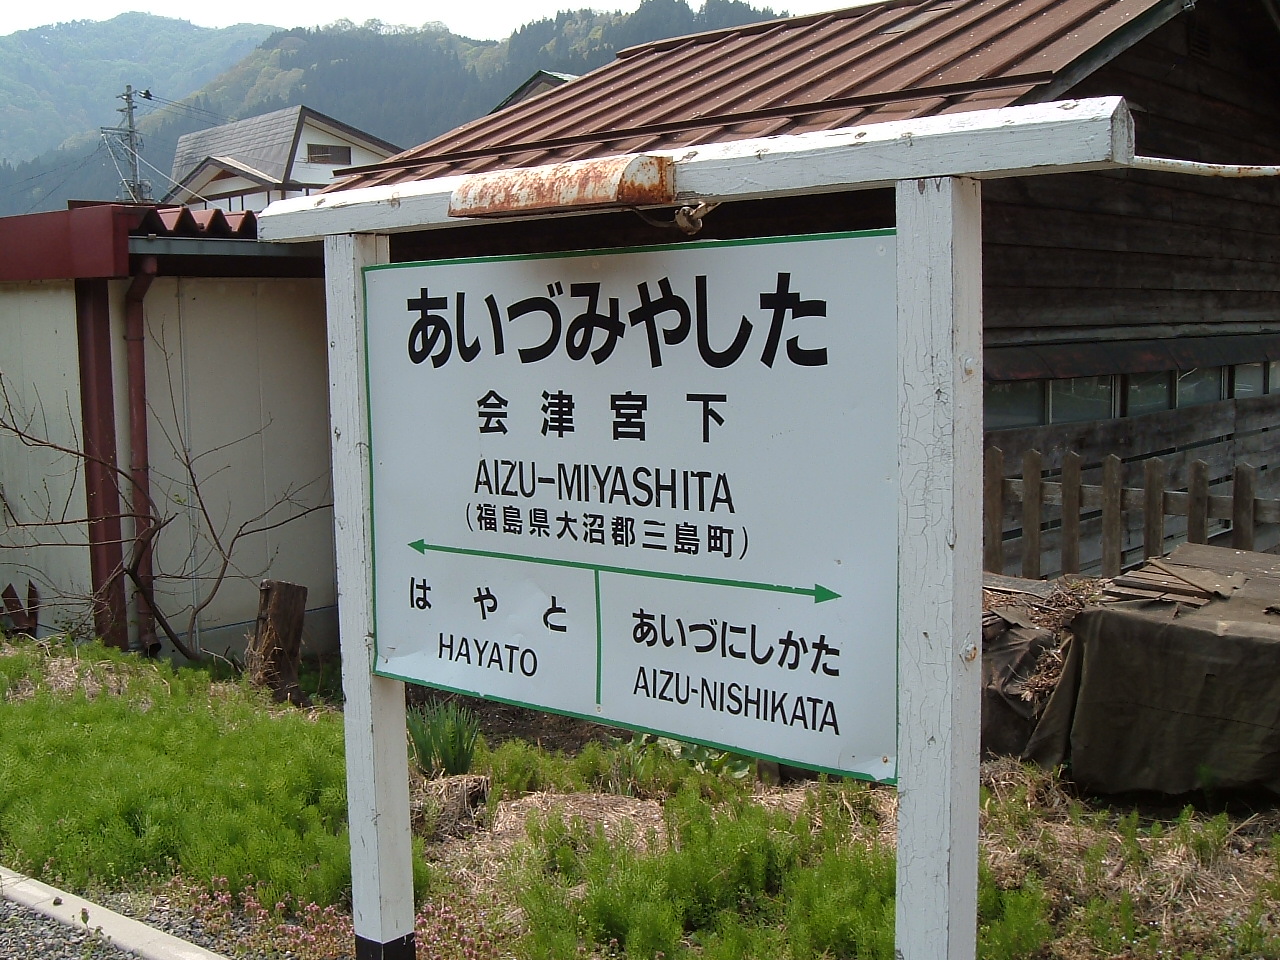 あいづみやした
会津宮下
AIZU-MIYASHITA
(福島県大沼郡三島町)
はやと
HAYATO
あいづにしかた
AIZU-NISHIKATA